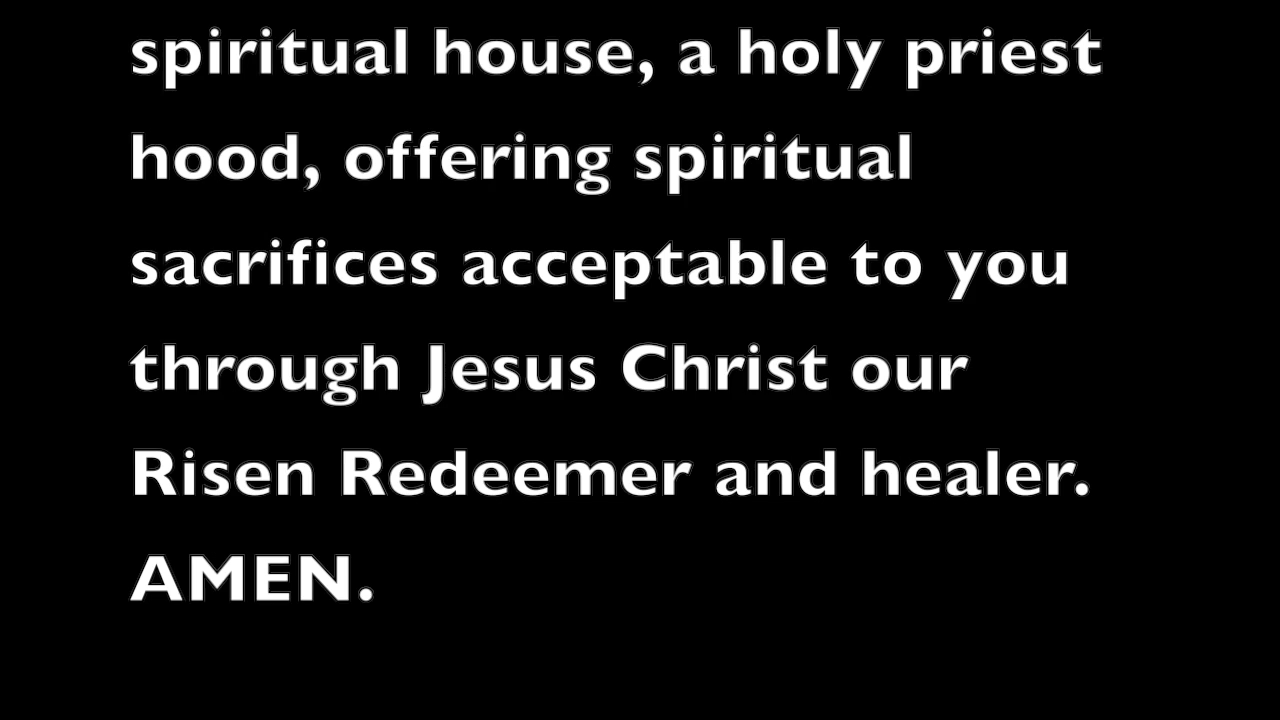 spiritual house, a holy priest
hood, offering spiritual
sacrifices acceptable to you
through Jesus Christ our
Risen Redeemer and healer.
AMEN.